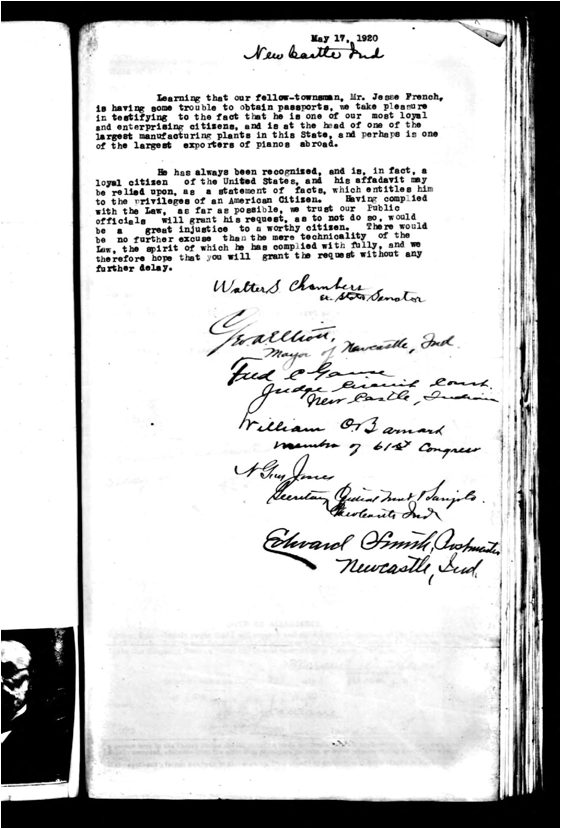 May 17, 1920
New Castle Ind
Learning that our fellow-townsman, Mr. Jesse French,
is having some trouble to obtain passports, we take pleasure
in testifying to the fact that he is one of our most loyal
and enterprising citizens, and is at the head of one of the
largest manufacturing plants in this State, and perhaps is one
of the largest exporters of pianos abroad.
He has always been recognized, and is, in fact, a
loyal citizen of the United States, and his affadavit may
be relied upon, as a statement of facts, which entitles him
to the privileges of an American Citizen. Having complied
with the Law, as far as possible, we trust our Public
officials will grant his request, as to not do so, would
be a great injustice to a worthy citizen. There would
be no further excuse than the mere technicality of the
Law, the spirit of which he has complied with fully, and we
therefore hope that you will grant the request without any
further delay.
Walter S Chambers
ex. State Senator
Geo a Elliott,
Mayor of Newcastle, Ind.
Fred C Gause
Judge Circuit Court.
New Castle, Indiana
William O. Barnard
member of 61st Congress
Jones
Secretary
Ind
Edward Smith, Postmaster
Newcastle, Ind.